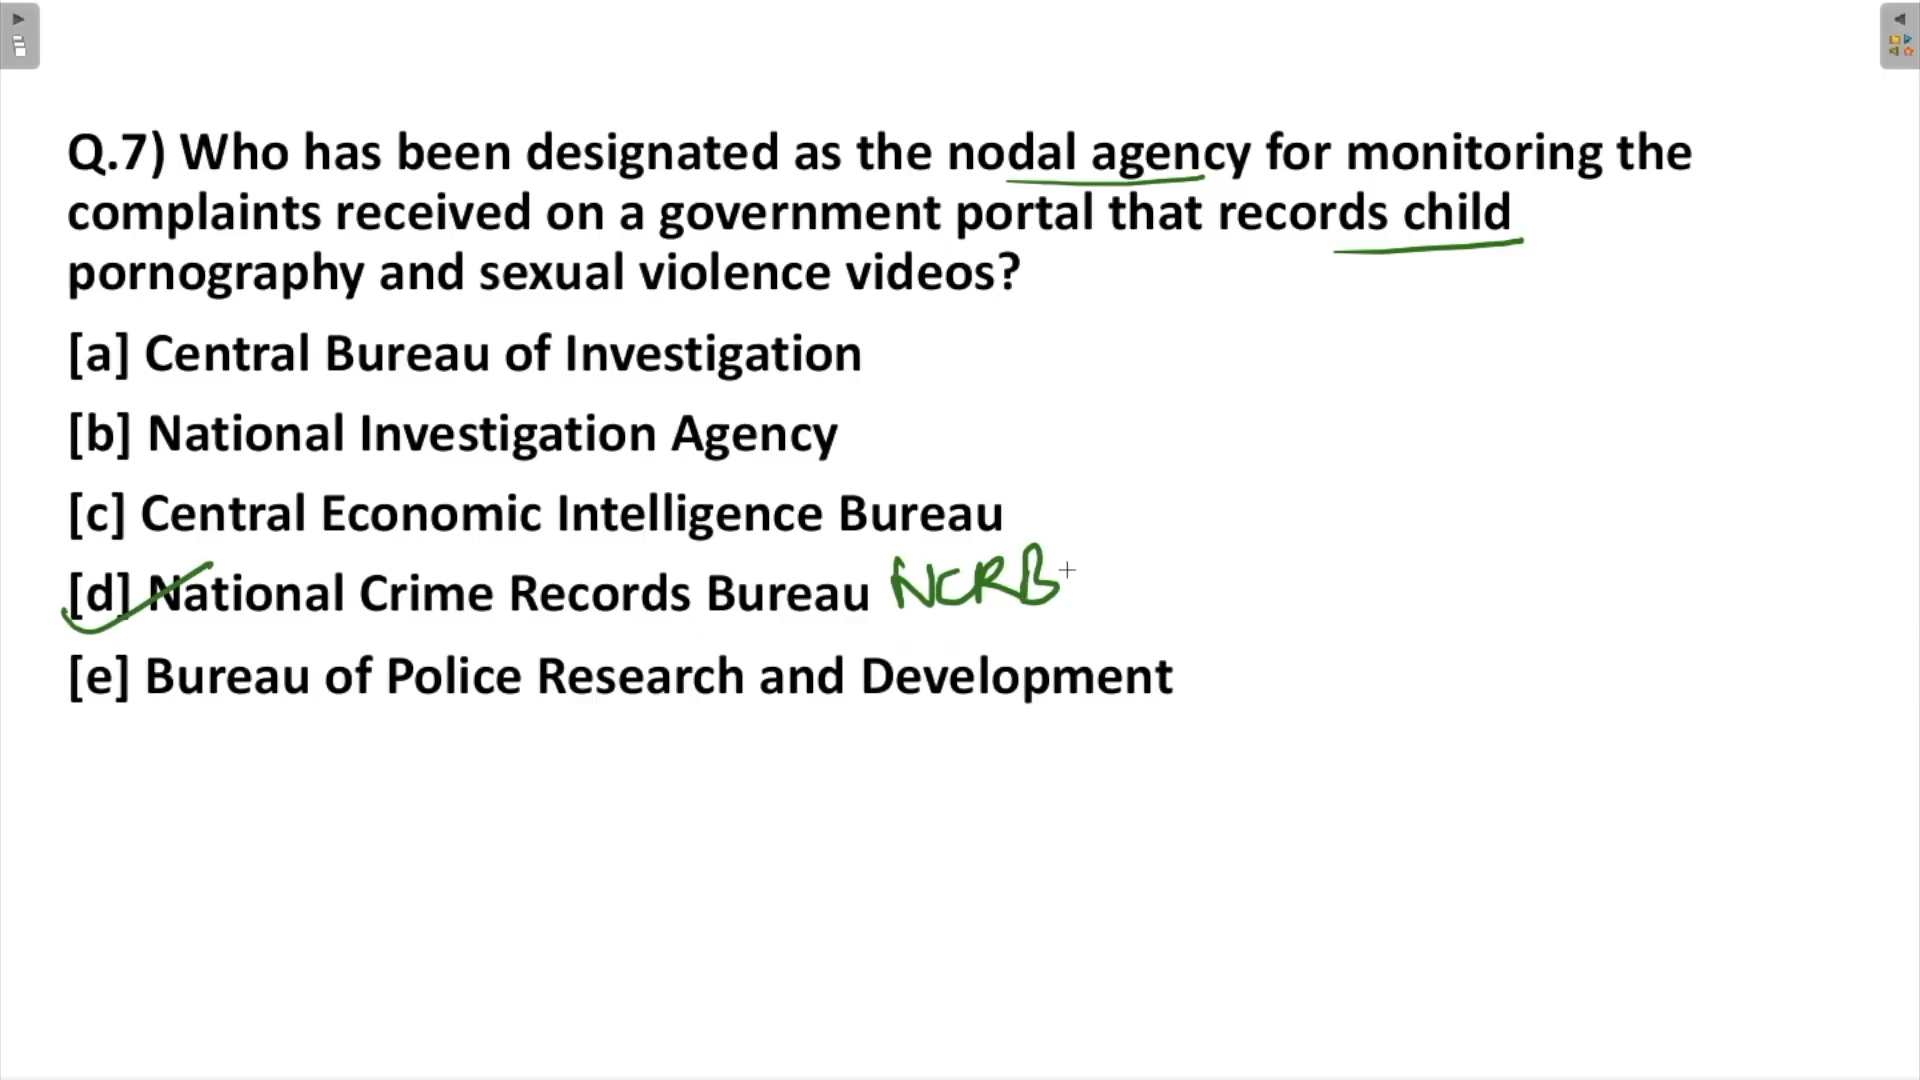 Q.7) Who has been designated as the nodal agency for monitoring the
complaints received on a government portal that records child
pornography and sexual violence videos?
[a] Central Bureau of Investigation
[b] National Investigation Agency
[c] Central Economic Intelligence Bureau
[d] National Crime Records Bureau NCRB
[e] Bureau of Police Research and Development